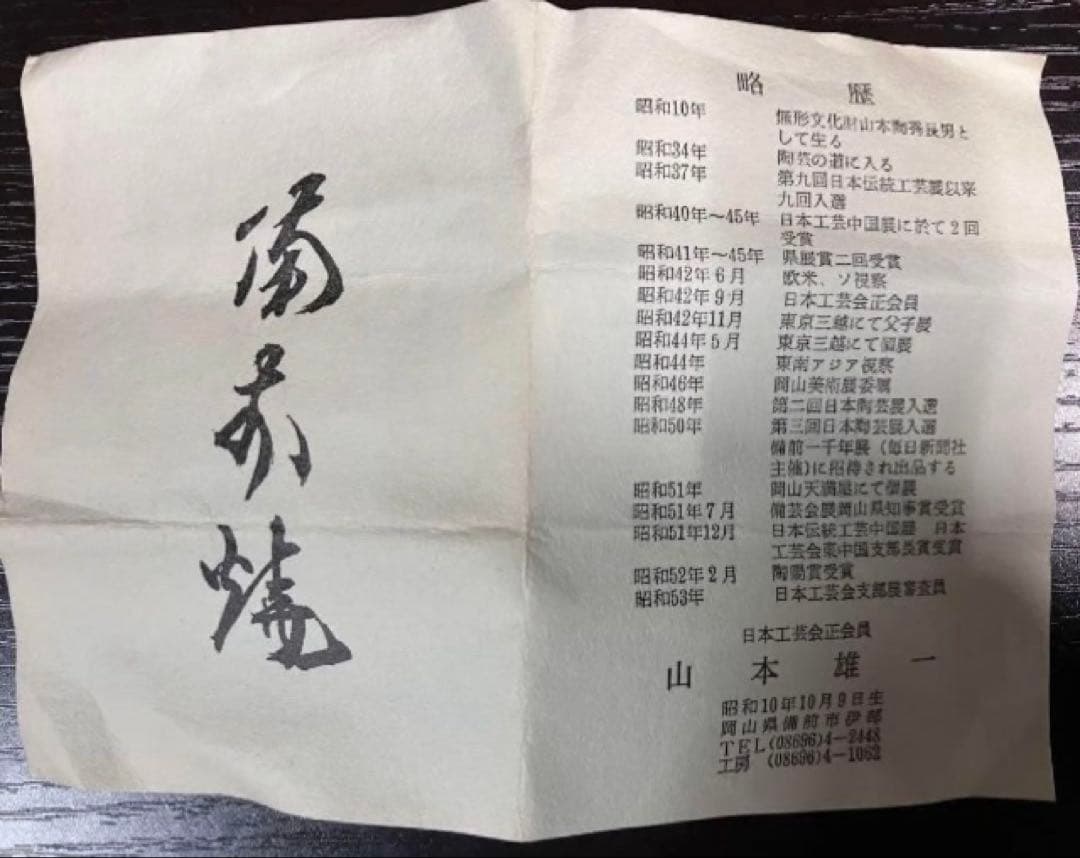 備前焼
略歴
昭和10年 無形文化財山本陶秀長男と
して生る
昭和34年 陶芸の道に入る
昭和37年 第九回日本伝統工芸展以来
九回入選
昭和40年～45年 日本工芸中国展に於て2回
受賞
昭和41年～45年 県展賞二回受賞
昭和42年6月 欧米、ソ視察
昭和42年9月 日本工芸会正会員
昭和42年11月 東京三越にて父子展
昭和44年5月 東京三越にて個展
昭和44年 東南アジア視察
昭和46年 岡山美術展委嘱
昭和48年 第二回日本陶芸展入選
昭和50年 第三回日本陶芸展入選
備前一千年展（毎日新聞社
主催)に招待され出品する
昭和51年 岡山天満屋にて個展
昭和51年7月 備芸会展岡山県知事賞受賞
昭和51年12月 日本伝統工芸中国展 日本
工芸会東中国支部長賞受賞
昭和52年2月 陶陽賞受賞
昭和53年 日本工芸会支部展審査員
日本工芸会正会員
山本雄一
昭和10年10月9日生
岡山県備前市伊部
TEL(08696)4-2448
工房 (08696)4-1062